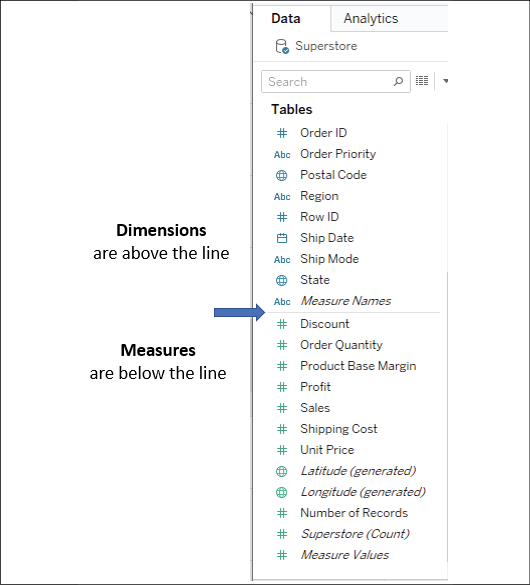 Data
Analytics
Superstore
Search
Tables
# Order ID
Abc Order Priority
Postal Code
Abc Region
# Row ID
Ship Date
Abc Ship Mode
State
Abc Measure Names
Dimensions
are above the line
Measures
are below the line
# Discount
# Order Quantity
# Product Base Margin
# Profit
# Sales
# Shipping Cost
# Unit Price
Latitude (generated)
Longitude (generated)
# Number of Records
# Superstore (Count)
# Measure Values